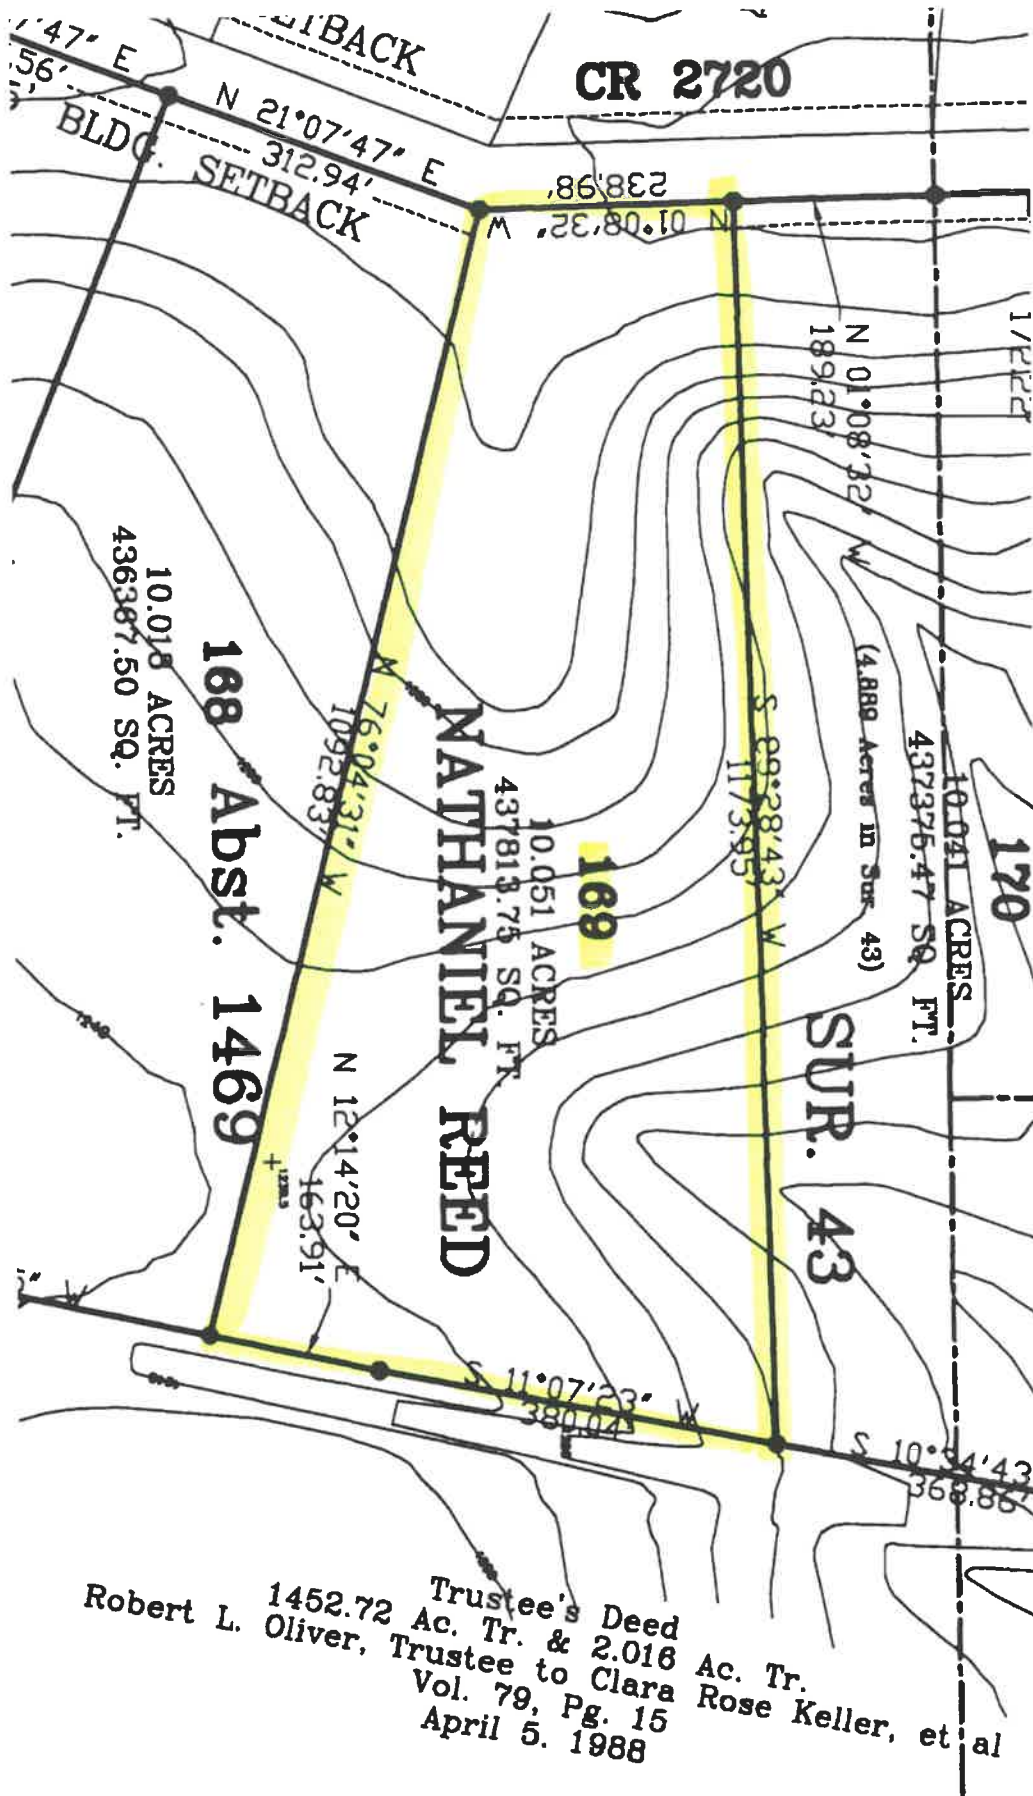 SETBACK
CR 2720
7'47" E
.56'
BLDG. SETBACK
N 21°07'47" E
312.94'
238.98'
N 01°08'32" W
N 01°08'32" W
189.23'
170
10.041 ACRES
437375.47 SQ. FT.
(4.889 Acres in Sur 43)
S 89°28'43" W
1173.95'
169
10.051 ACRES
437813.75 SQ. FT.
NATHANIEL REED
SUR. 43
N 76°04'31" W
1092.83'
168 Abst. 1469
10.018 ACRES
436387.50 SQ. FT.
N 12°14'20" E
163.91'
S 11°07'23" W
380.04'
S 10°34'43
368.86'
W
Trustee's Deed
1452.72 Ac. Tr. & 2.016 Ac. Tr.
Robert L. Oliver, Trustee to Clara Rose Keller, et al
Vol. 79, Pg. 15
April 5. 1988